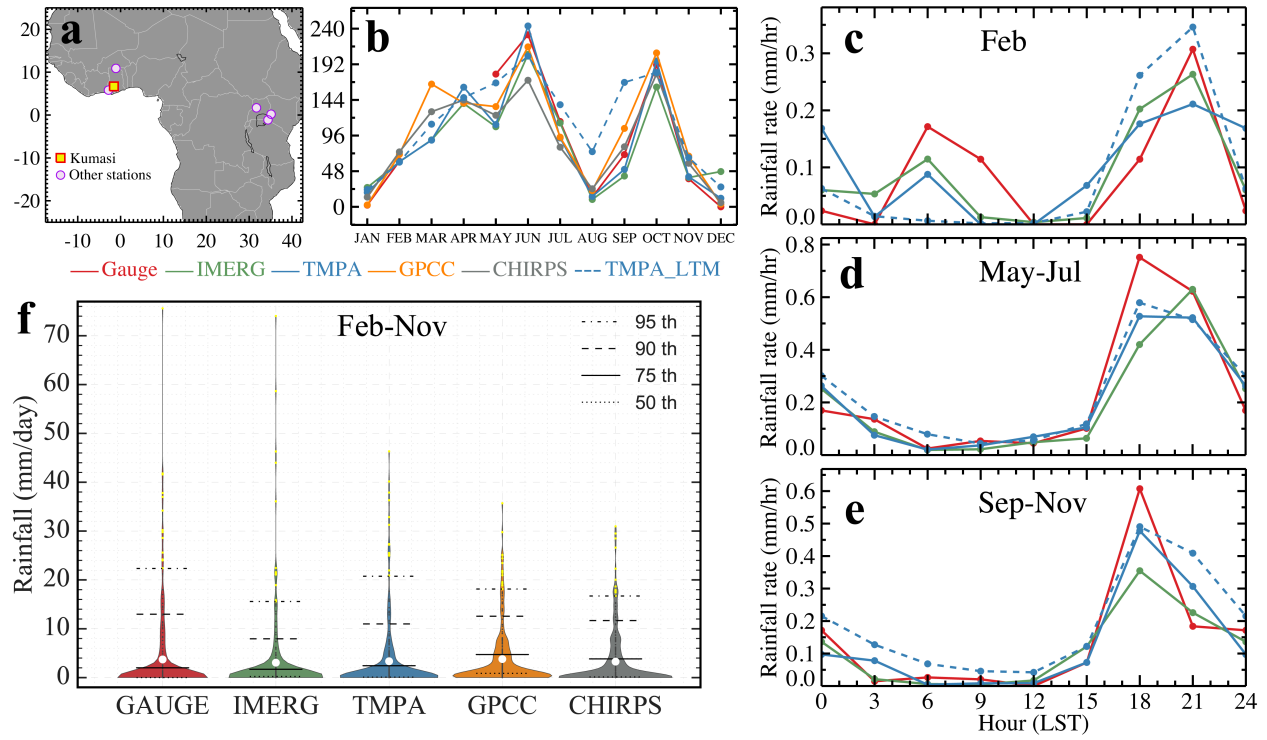 a
20
10
0
-10
-20
Kumasi
Other stations
-10 0 10 20 30 40
b
240
192
144
96
48
0
JAN FEB MAR APR MAY JUN JUL AUG SEP OCT NOV DEC
Gauge IMERG TMPA GPCC CHIRPS TMPA_LTM
c
Feb
Rainfall rate (mm/hr)
0.3
0.2
0.1
0.0
d
May-Jul
Rainfall rate (mm/hr)
0.8
0.6
0.4
0.2
0.0
e
Sep-Nov
Rainfall rate (mm/hr)
0.6
0.5
0.4
0.3
0.2
0.1
0.0
0 3 6 9 12 15 18 21 24
Hour (LST)
f
Feb-Nov
95 th
90 th
75 th
50 th
Rainfall (mm/day)
70
60
50
40
30
20
10
0
GAUGE IMERG TMPA GPCC CHIRPS